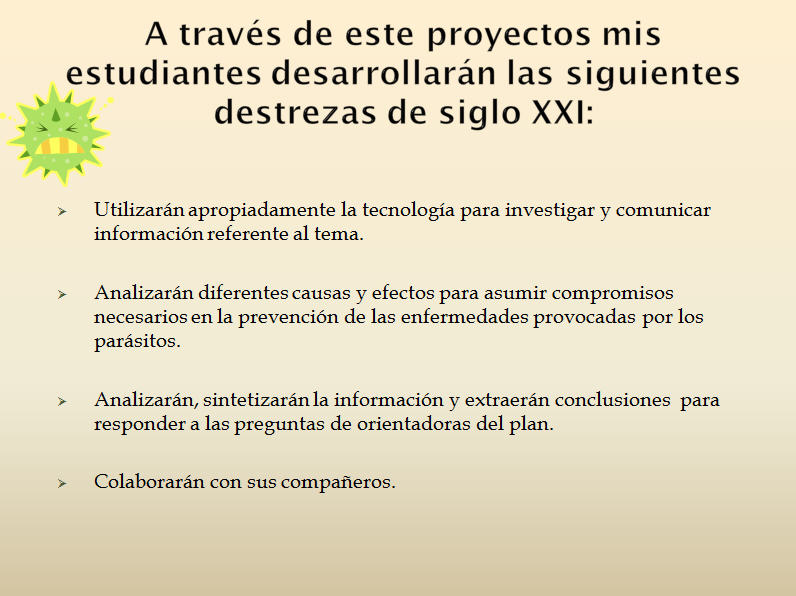 A través de este proyectos mis
estudiantes desarrollarán las siguientes
destrezas de siglo XXI:
Utilizarán apropiadamente la tecnología para investigar y comunicar
información referente al tema.
Analizarán diferentes causas y efectos para asumir compromisos
necesarios en la prevención de las enfermedades provocadas por los
parásitos.
Analizarán, sintetizarán la información y extraerán conclusiones para
responder a las preguntas de orientadoras del plan.
Colaborarán con sus compañeros.